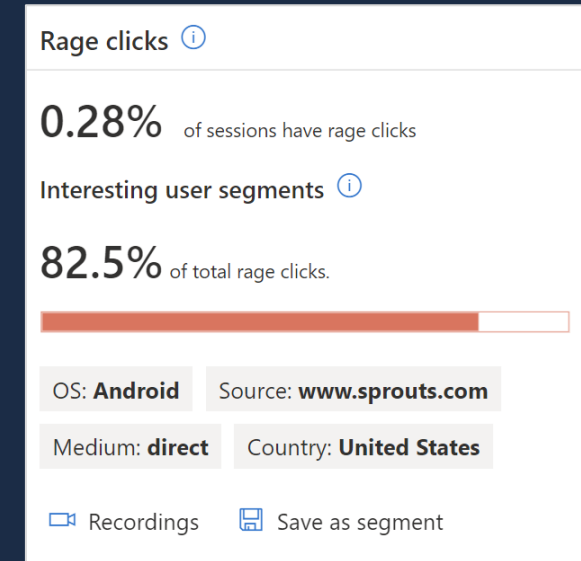 Rage clicks
0.28% of sessions have rage clicks
Interesting user segments
82.5% of total rage clicks.
OS: Android Source: www.sprouts.com
Medium: direct Country: United States
Recordings Save as segment